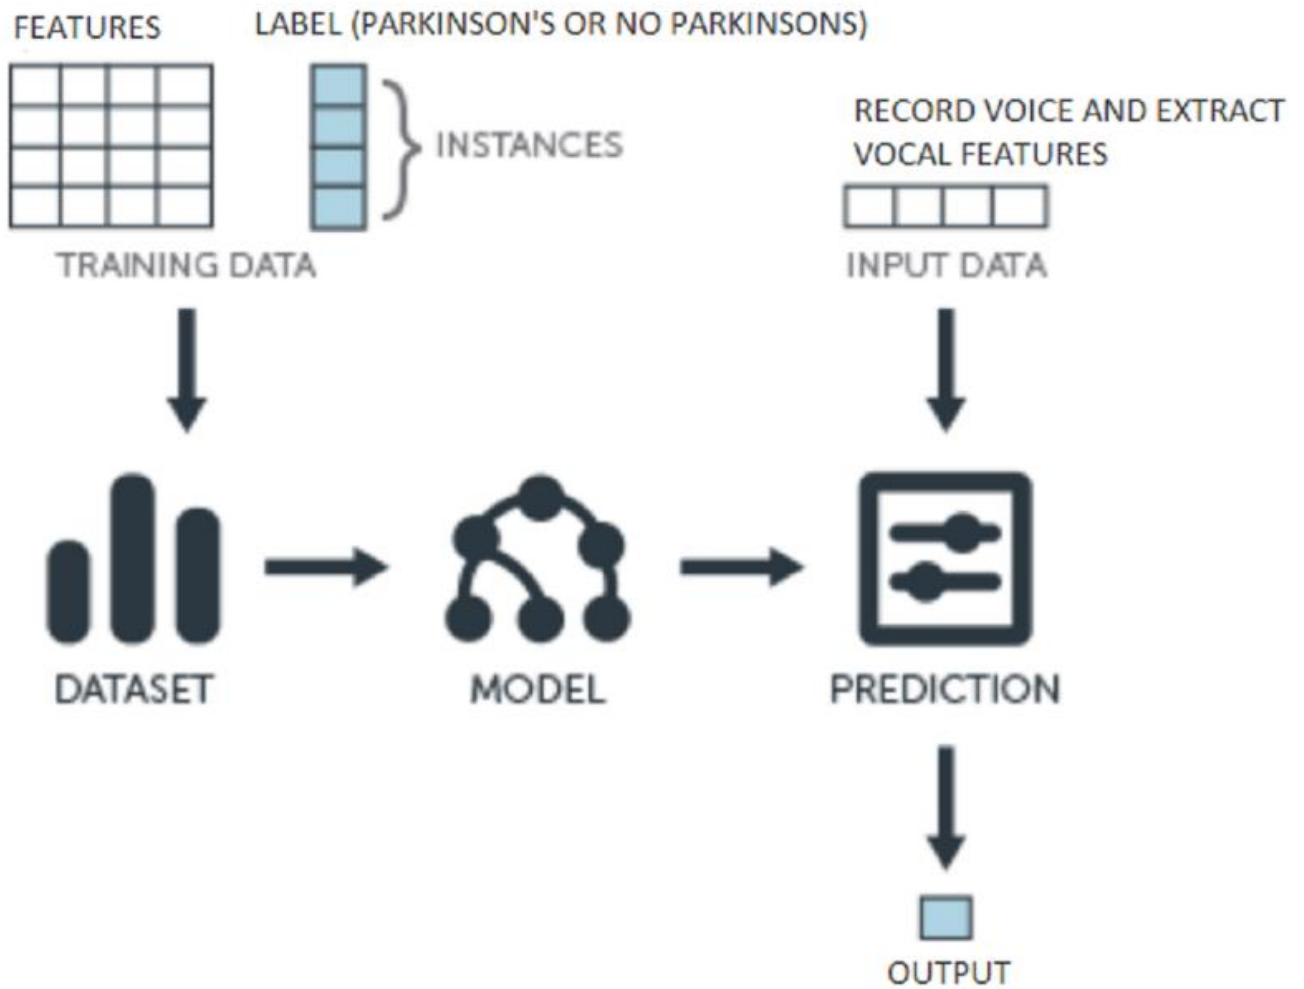 FEATURES
LABEL (PARKINSON'S OR NO PARKINSONS)
INSTANCES
TRAINING DATA
RECORD VOICE AND EXTRACT
VOCAL FEATURES
INPUT DATA
DATASET
MODEL
PREDICTION
OUTPUT